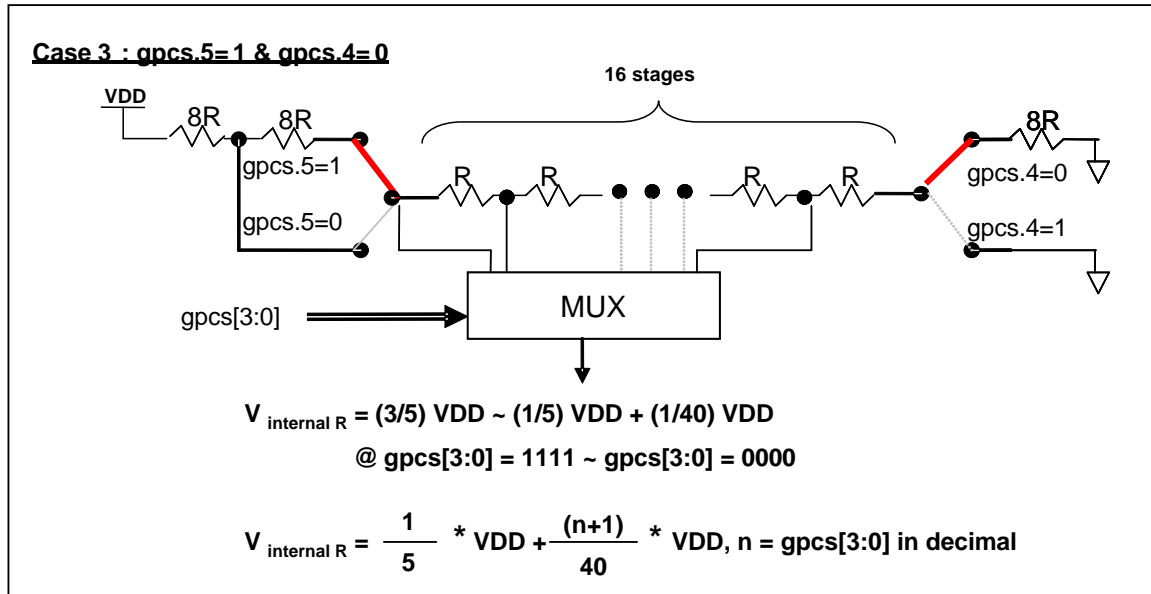 Case 3 : gpcs.5=1 & gpcs.4=0
16 stages
VDD
8R 8R 8R
gpcs.5=1 R R R R gpcs.4=0
gpcs.5=0 gpcs.4=1
MUX
gpcs[3:0]
V internal R = (3/5) VDD ~ (1/5) VDD + (1/40) VDD
@ gpcs[3:0] = 1111 ~ gpcs[3:0] = 0000
V internal R = 1/5 * VDD + (n+1)/40 * VDD, n = gpcs[3:0] in decimal